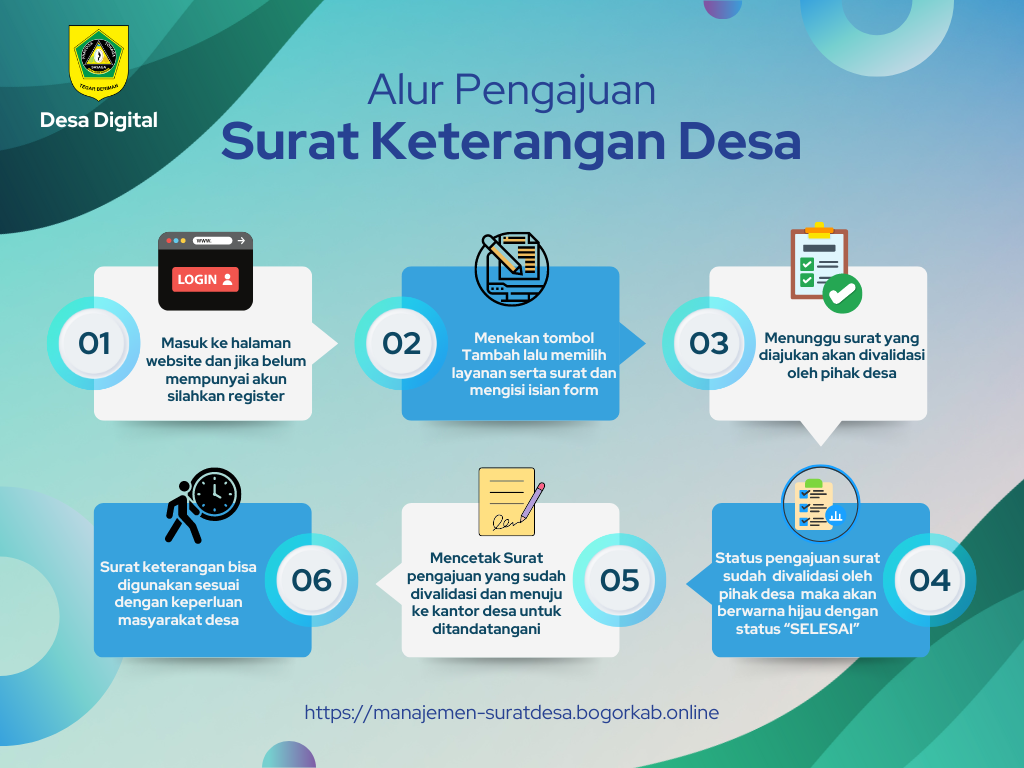 TEGAR BERIMAN
Desa Digital
Alur Pengajuan
Surat Keterangan Desa
www.
LOGIN
01
Masuk ke halaman
website dan jika belum
mempunyai akun
silahkan register
02
Menekan tombol
Tambah lalu memilih
layanan serta surat dan
mengisi isian form
03
Menunggu surat yang
diajukan akan divalidasi
oleh pihak desa
04
Status pengajuan surat
sudah divalidasi oleh
pihak desa maka akan
berwarna hijau dengan
status “SELESAI”
05
Mencetak Surat
pengajuan yang sudah
divalidasi dan menuju
ke kantor desa untuk
ditandatangani
06
Surat keterangan bisa
digunakan sesuai
dengan keperluan
masyarakat desa
https://manajemen-suratdesa.bogorkab.online